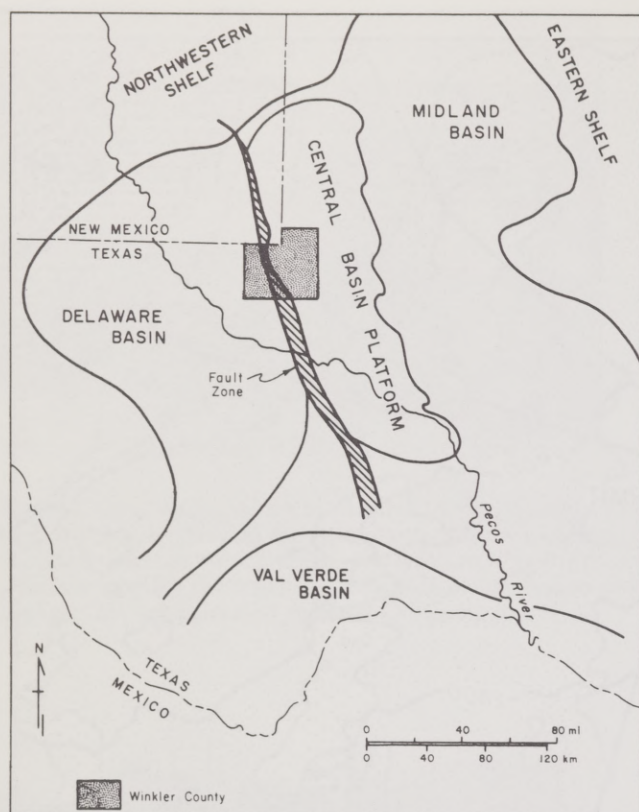 NORTHWESTERN
SHELF
MIDLAND
BASIN
EASTERN SHELF
CENTRAL BASIN PLATFORM
NEW MEXICO
TEXAS
DELAWARE
BASIN
Fault
Zone
Pecos River
VAL VERDE
BASIN
N
TEXAS
MEXICO
0 40 80 mi
0 40 80 120 km
Winkler County